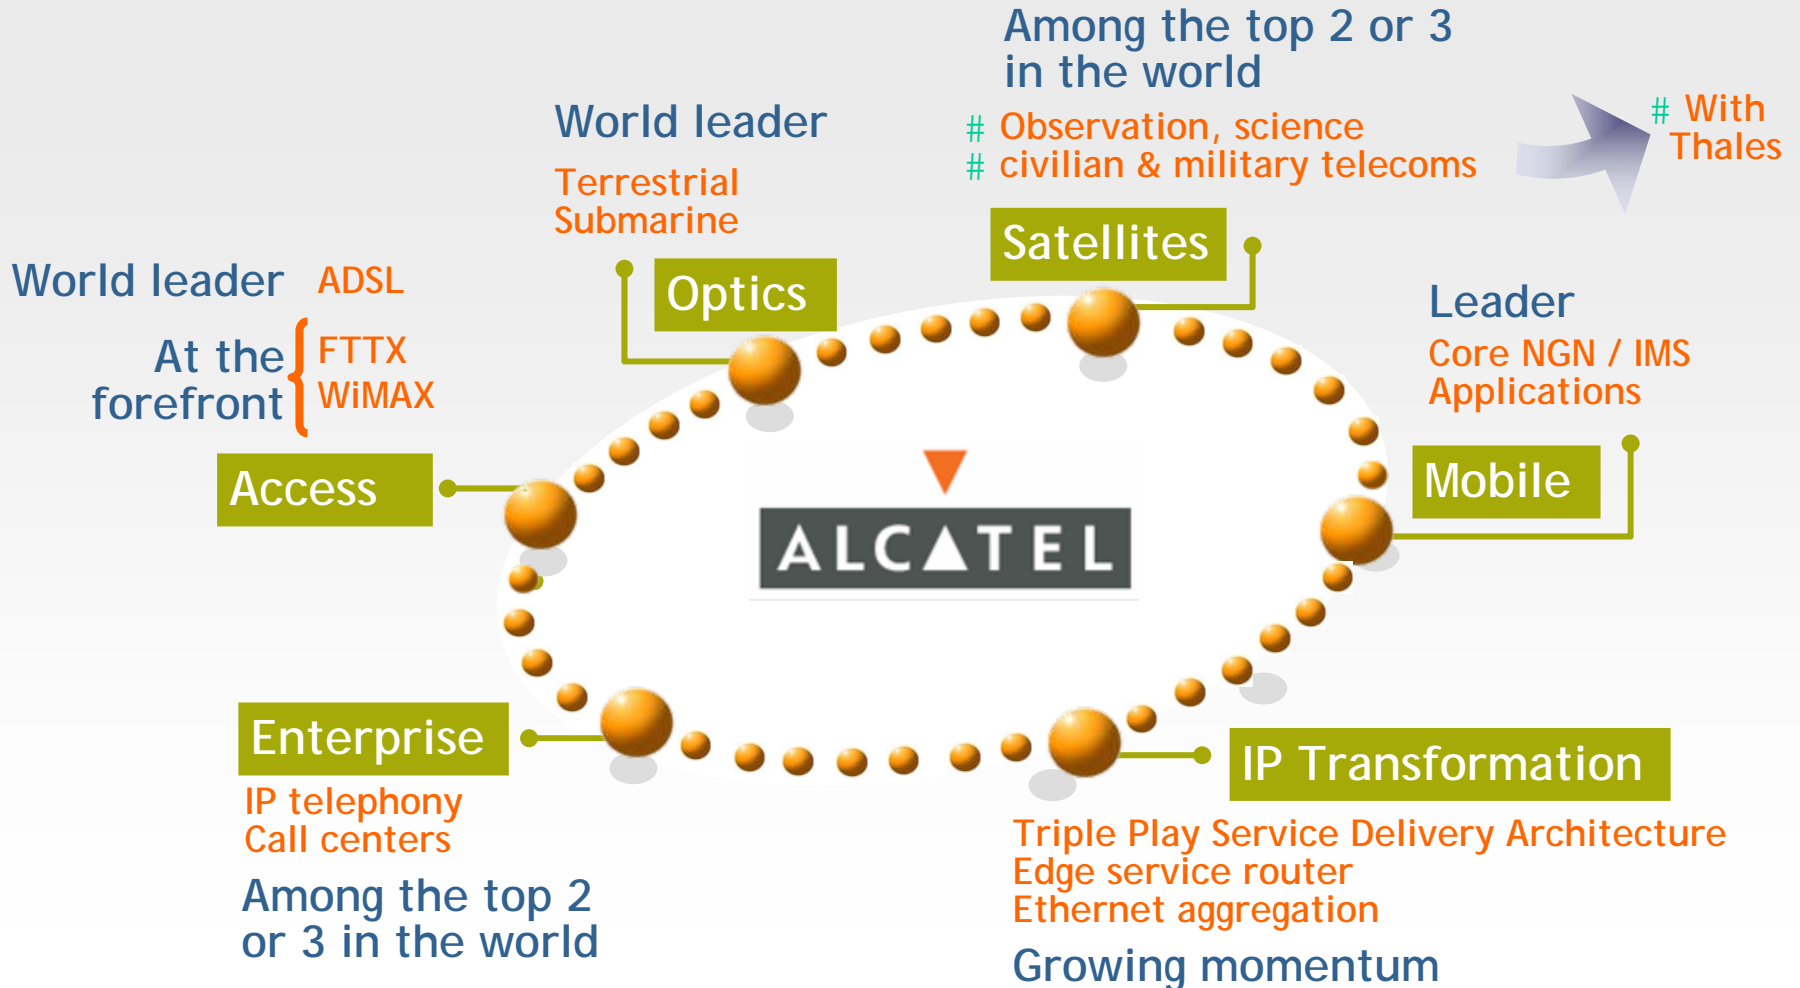 Among the top 2 or 3
in the world
# Observation, science
# civilian & military telecoms
# With
Thales
Satellites
World leader
Terrestrial
Submarine
Optics
World leader ADSL
At the
forefront
FTTX
WiMAX
Access
Leader
Core NGN / IMS
Applications
Mobile
ALCATEL
Enterprise
IP telephony
Call centers
Among the top 2
or 3 in the world
IP Transformation
Triple Play Service Delivery Architecture
Edge service router
Ethernet aggregation
Growing momentum